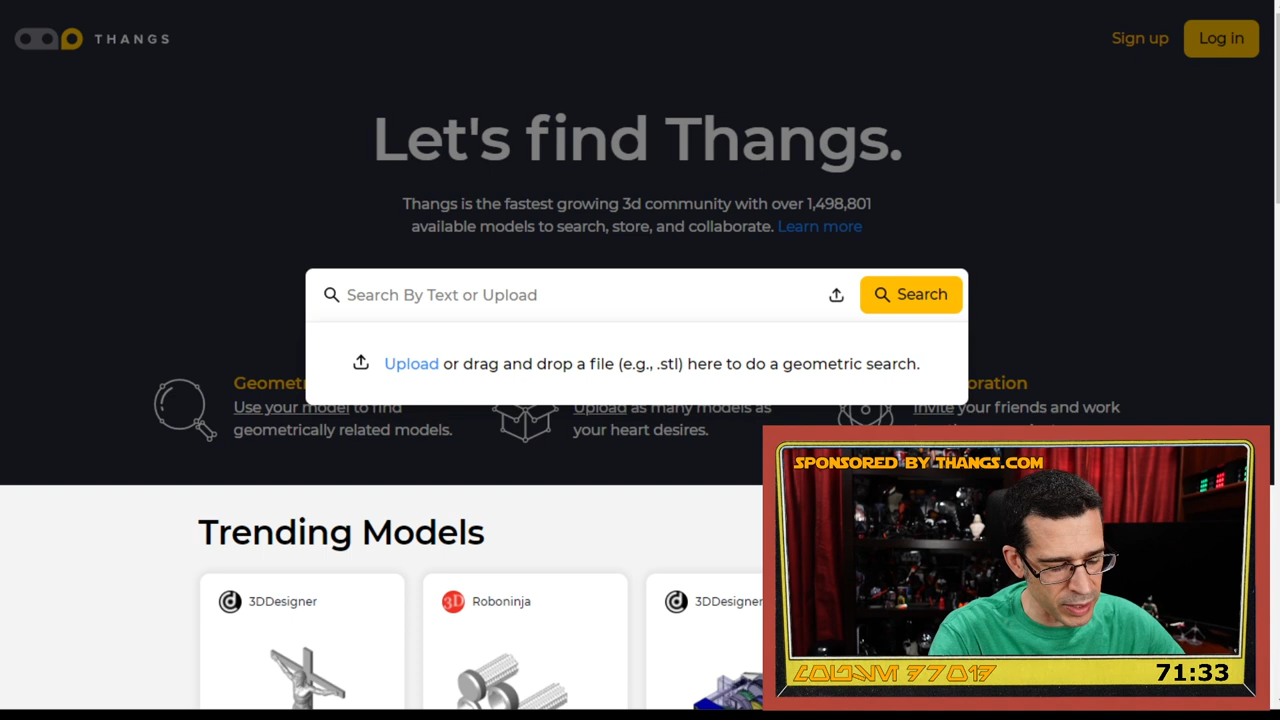 THANGS
Sign up
Log in
Let's find Thangs.
Thangs is the fastest growing 3d community with over 1,498,801
available models to search, store, and collaborate. Learn more
Search By Text or Upload
Search
Upload or drag and drop a file (e.g., .stl) here to do a geometric search.
Geomet
Use your model to find
geometrically related models.
Upload as many models as
your heart desires.
oration
Invite your friends and work
SPONSORED BY THANGS.COM
71:33
Trending Models
3DDesigner
3D
Roboninja
3DDesigner